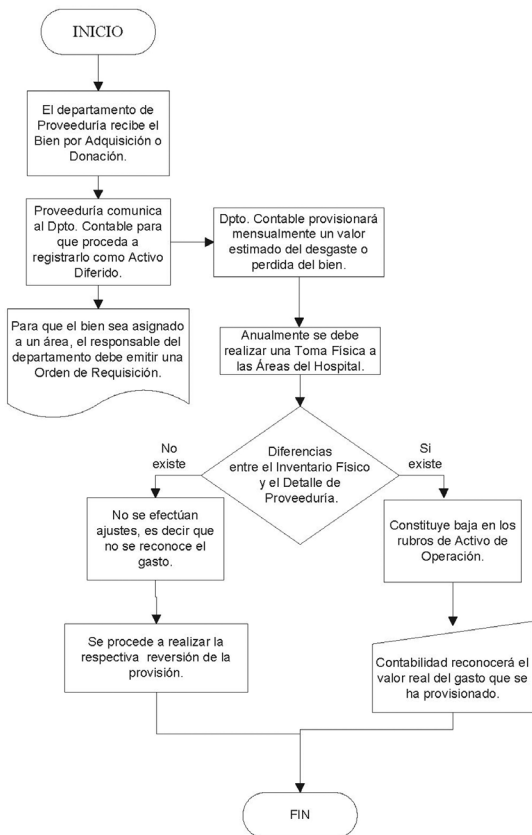 INICIO
El departamento de
Proveeduría recibe el
Bien por Adquisición o
Donación.
Proveeduría comunica
al Dpto. Contable para
que proceda a
registrarlo como Activo
Diferido.
Dpto. Contable provisionará
mensualmente un valor
estimado del desgaste o
perdida del bien.
Para que el bien sea asignado
a un área, el responsable del
departamento debe emitir una
Orden de Requisición.
Anualmente se debe
realizar una Toma Física a
las Áreas del Hospital.
Diferencias
entre el Inventario Físico
y el Detalle de
Proveeduría.
No
existe
Si
existe
No se efectúan
ajustes, es decir que
no se reconoce el
gasto.
Constituye baja en los
rubros de Activo de
Operación.
Se procede a realizar la
respectiva reversión de la
provisión.
Contabilidad reconocerá el
valor real del gasto que se
ha provisionado.
FIN